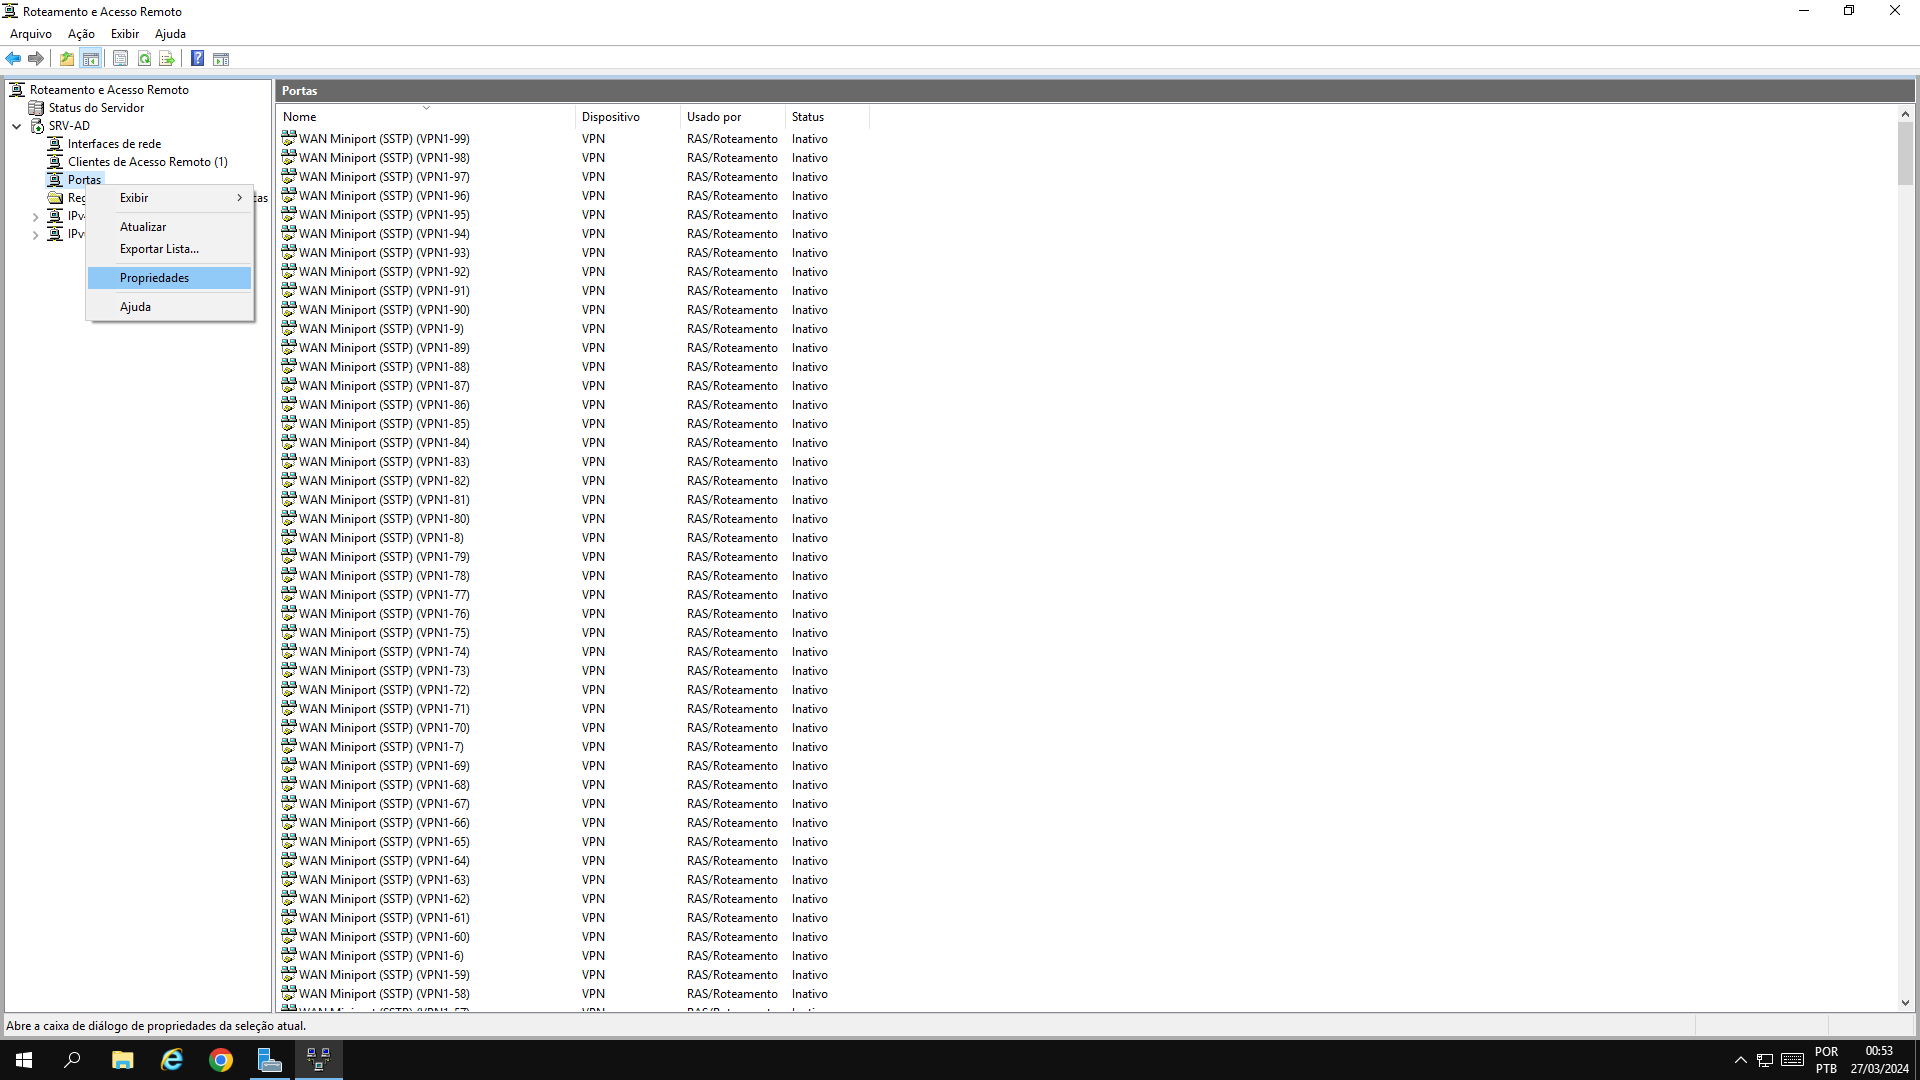 Roteamento e Acesso Remoto
Arquivo Ação Exibir Ajuda
Roteamento e Acesso Remoto
Status do Servidor
SRV-AD
Interfaces de rede
Clientes de Acesso Remoto (1)
Portas
Exibir
Atualizar
Exportar Lista...
Propriedades
Ajuda
Portas
Nome Dispositivo Usado por Status
WAN Miniport (SSTP) (VPN1-99) VPN RAS/Roteamento Inativo
WAN Miniport (SSTP) (VPN1-98) VPN RAS/Roteamento Inativo
WAN Miniport (SSTP) (VPN1-97) VPN RAS/Roteamento Inativo
WAN Miniport (SSTP) (VPN1-96) VPN RAS/Roteamento Inativo
WAN Miniport (SSTP) (VPN1-95) VPN RAS/Roteamento Inativo
WAN Miniport (SSTP) (VPN1-94) VPN RAS/Roteamento Inativo
WAN Miniport (SSTP) (VPN1-93) VPN RAS/Roteamento Inativo
WAN Miniport (SSTP) (VPN1-92) VPN RAS/Roteamento Inativo
WAN Miniport (SSTP) (VPN1-91) VPN RAS/Roteamento Inativo
WAN Miniport (SSTP) (VPN1-90) VPN RAS/Roteamento Inativo
WAN Miniport (SSTP) (VPN1-9) VPN RAS/Roteamento Inativo
WAN Miniport (SSTP) (VPN1-89) VPN RAS/Roteamento Inativo
WAN Miniport (SSTP) (VPN1-88) VPN RAS/Roteamento Inativo
WAN Miniport (SSTP) (VPN1-87) VPN RAS/Roteamento Inativo
WAN Miniport (SSTP) (VPN1-86) VPN RAS/Roteamento Inativo
WAN Miniport (SSTP) (VPN1-85) VPN RAS/Roteamento Inativo
WAN Miniport (SSTP) (VPN1-84) VPN RAS/Roteamento Inativo
WAN Miniport (SSTP) (VPN1-83) VPN RAS/Roteamento Inativo
WAN Miniport (SSTP) (VPN1-82) VPN RAS/Roteamento Inativo
WAN Miniport (SSTP) (VPN1-81) VPN RAS/Roteamento Inativo
WAN Miniport (SSTP) (VPN1-80) VPN RAS/Roteamento Inativo
WAN Miniport (SSTP) (VPN1-8) VPN RAS/Roteamento Inativo
WAN Miniport (SSTP) (VPN1-79) VPN RAS/Roteamento Inativo
WAN Miniport (SSTP) (VPN1-78) VPN RAS/Roteamento Inativo
WAN Miniport (SSTP) (VPN1-77) VPN RAS/Roteamento Inativo
WAN Miniport (SSTP) (VPN1-76) VPN RAS/Roteamento Inativo
WAN Miniport (SSTP) (VPN1-75) VPN RAS/Roteamento Inativo
WAN Miniport (SSTP) (VPN1-74) VPN RAS/Roteamento Inativo
WAN Miniport (SSTP) (VPN1-73) VPN RAS/Roteamento Inativo
WAN Miniport (SSTP) (VPN1-72) VPN RAS/Roteamento Inativo
WAN Miniport (SSTP) (VPN1-71) VPN RAS/Roteamento Inativo
WAN Miniport (SSTP) (VPN1-70) VPN RAS/Roteamento Inativo
WAN Miniport (SSTP) (VPN1-7) VPN RAS/Roteamento Inativo
WAN Miniport (SSTP) (VPN1-69) VPN RAS/Roteamento Inativo
WAN Miniport (SSTP) (VPN1-68) VPN RAS/Roteamento Inativo
WAN Miniport (SSTP) (VPN1-67) VPN RAS/Roteamento Inativo
WAN Miniport (SSTP) (VPN1-66) VPN RAS/Roteamento Inativo
WAN Miniport (SSTP) (VPN1-65) VPN RAS/Roteamento Inativo
WAN Miniport (SSTP) (VPN1-64) VPN RAS/Roteamento Inativo
WAN Miniport (SSTP) (VPN1-63) VPN RAS/Roteamento Inativo
WAN Miniport (SSTP) (VPN1-62) VPN RAS/Roteamento Inativo
WAN Miniport (SSTP) (VPN1-61) VPN RAS/Roteamento Inativo
WAN Miniport (SSTP) (VPN1-60) VPN RAS/Roteamento Inativo
WAN Miniport (SSTP) (VPN1-6) VPN RAS/Roteamento Inativo
WAN Miniport (SSTP) (VPN1-59) VPN RAS/Roteamento Inativo
WAN Miniport (SSTP) (VPN1-58) VPN RAS/Roteamento Inativo
Abre a caixa de diálogo de propriedades da seleção atual.
POR 00:53
PTB 27/03/2024